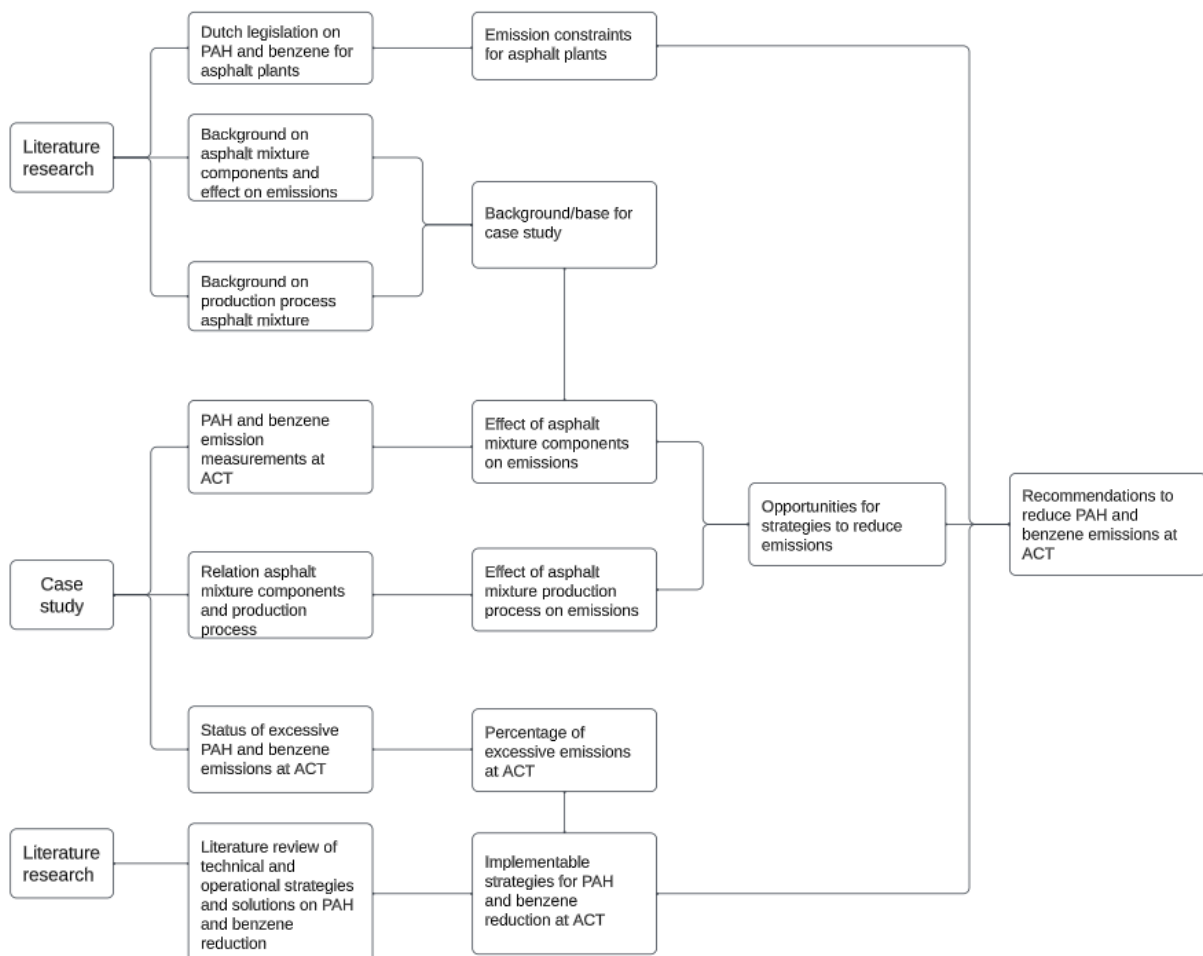 Dutch legislation on
PAH and benzene for
asphalt plants
Emission constraints
for asphalt plants
Literature
research
Background on
asphalt mixture
components and
effect on emissions
Background/base for
case study
Background on
production process
asphalt mixture
PAH and benzene
emission
measurements at
ACT
Effect of asphalt
mixture components
on emissions
Opportunities for
strategies to reduce
emissions
Recommendations to
reduce PAH and
benzene emissions at
ACT
Case
study
Relation asphalt
mixture components
and production
process
Effect of asphalt
mixture production
process on emissions
Status of excessive
PAH and benzene
emissions at ACT
Percentage of
excessive emissions
at ACT
Literature
research
Literature review of
technical and
operational strategies
and solutions on PAH
and benzene
reduction
Implementable
strategies for PAH
and benzene
reduction at ACT